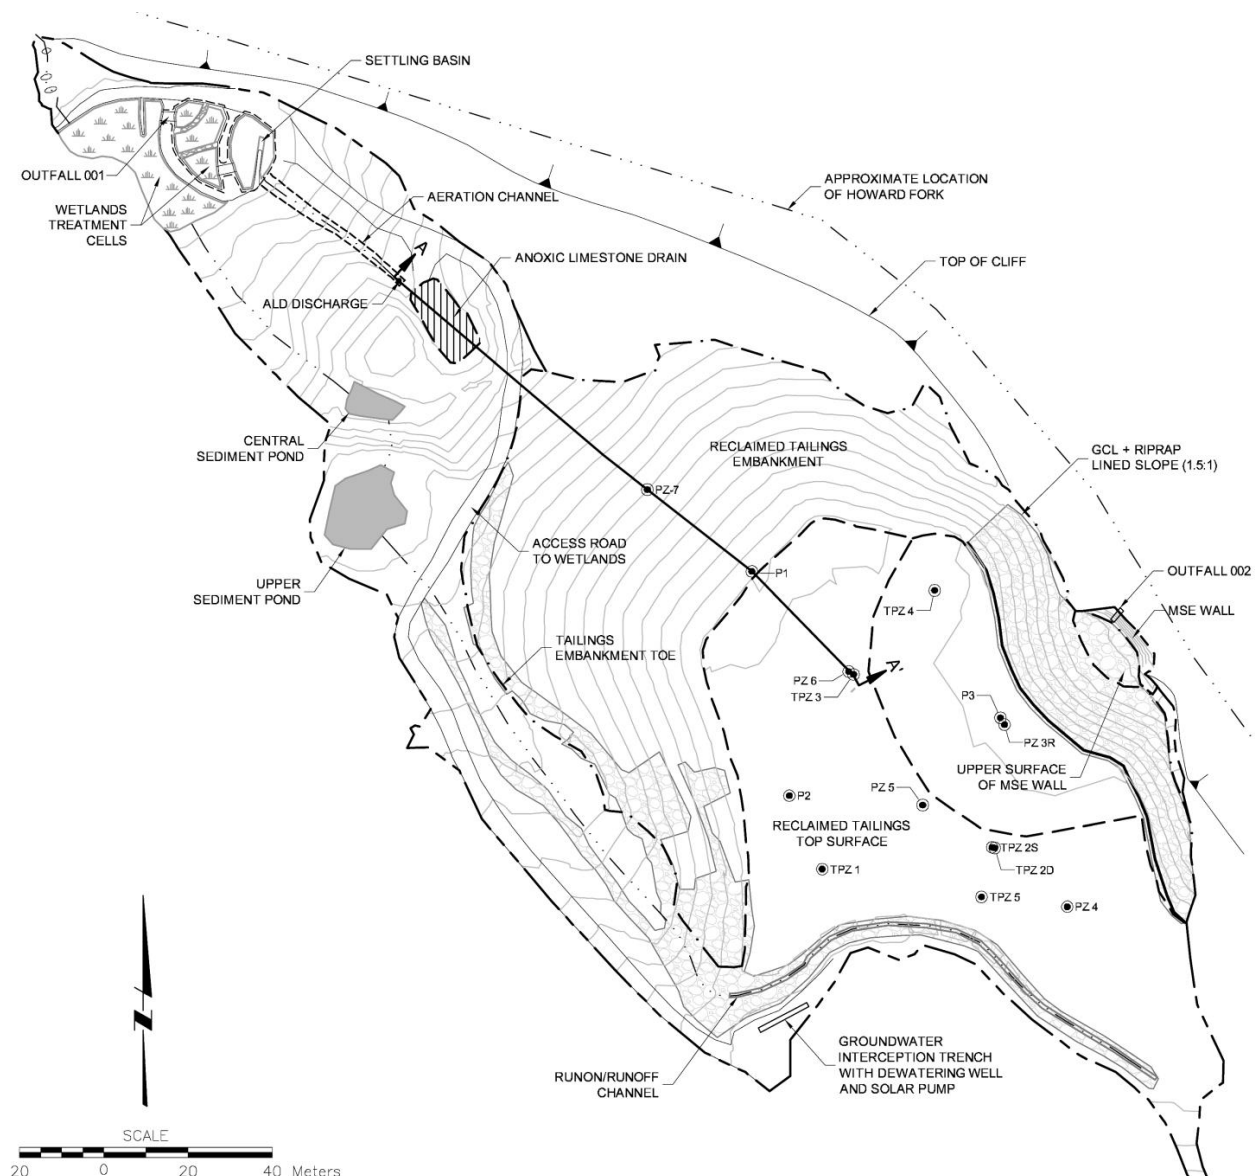 SETTLING BASIN
OUTFALL 001
WETLANDS
TREATMENT
CELLS
AERATION CHANNEL
APPROXIMATE LOCATION
OF HOWARD FORK
A
ANOXIC LIMESTONE DRAIN
TOP OF CLIFF
ALD DISCHARGE
CENTRAL
SEDIMENT POND
RECLAIMED TAILINGS
EMBANKMENT
GCL + RIPRAP
LINED SLOPE (1.5:1)
PZ-7
ACCESS ROAD
TO WETLANDS
UPPER
SEDIMENT POND
P1
OUTFALL 002
MSE WALL
TPZ 4
TAILINGS
EMBANKMENT TOE
PZ 6
TPZ 3
A'
P3
PZ 3R
UPPER SURFACE
OF MSE WALL
P2
PZ 5
RECLAIMED TAILINGS
TOP SURFACE
TPZ 2S
TPZ 2D
TPZ 1
TPZ 5
PZ 4
N
GROUNDWATER
INTERCEPTION TRENCH
WITH DEWATERING WELL
AND SOLAR PUMP
RUNON/RUNOFF
CHANNEL
SCALE
20 0 20 40 Meters